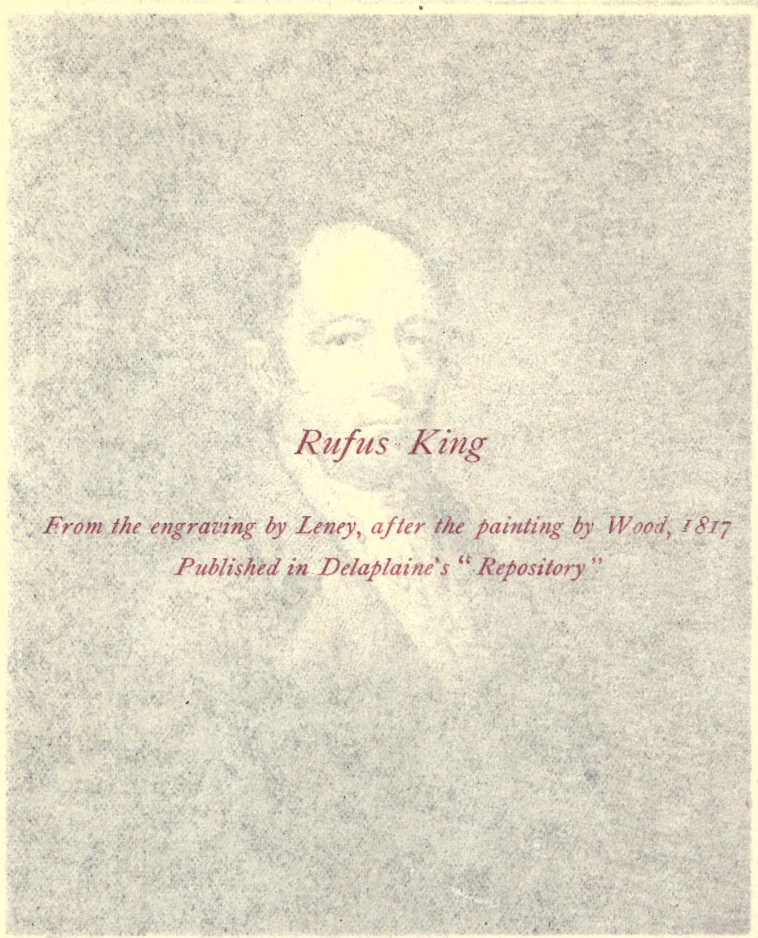 Rufus King
From the engraving by Leney, after the painting by Wood, 1817
Published in Delaplaine's “Repository”